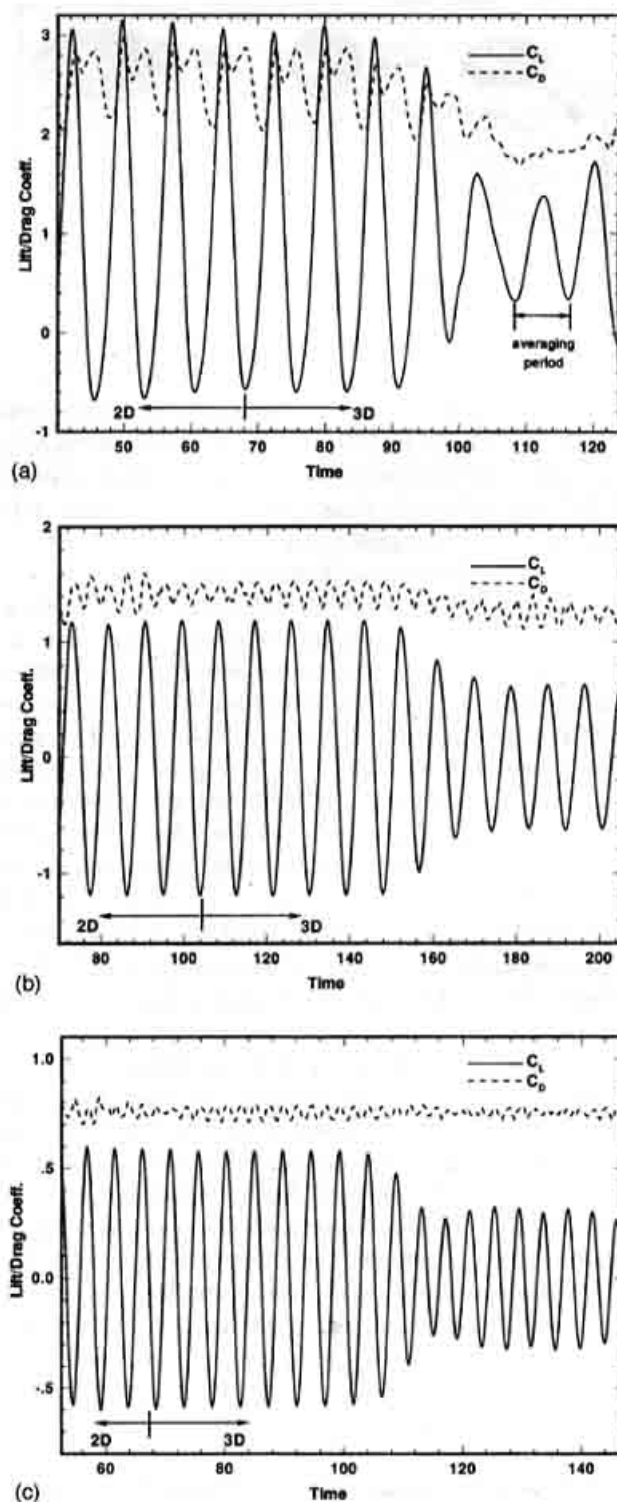 3
2
1
0
-1
Lift/Drag Coeff.
C_L
C_D
averaging
period
2D
3D
50 60 70 80 90 100 110 120
Time
(a)
2
1
0
-1
Lift/Drag Coeff.
C_L
C_D
2D
3D
80 100 120 140 160 180 200
Time
(b)
1.0
.5
0.0
-.5
Lift/Drag Coeff.
C_L
C_D
2D
3D
60 80 100 120 140
Time
(c)